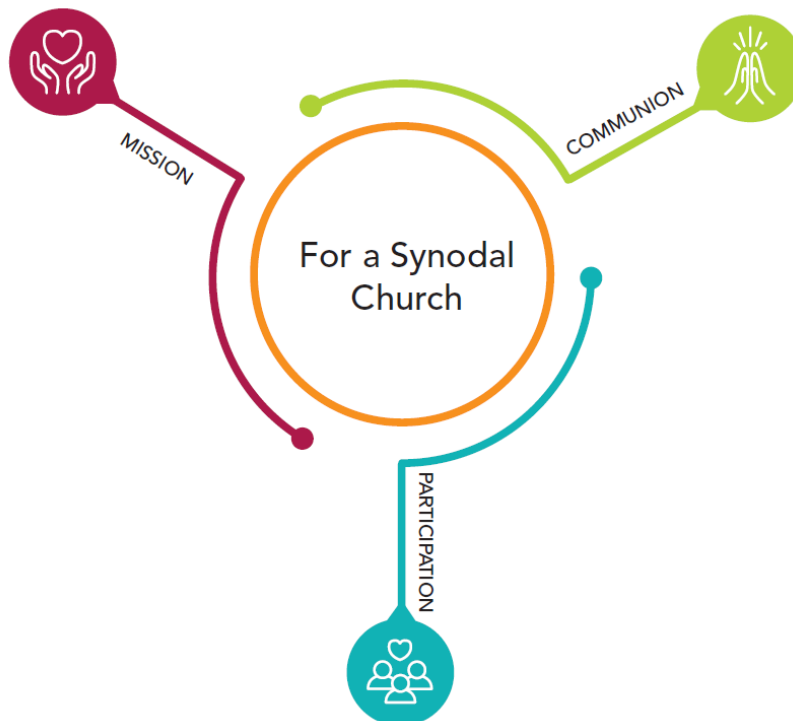 COMMUNION
MISSION
For a Synodal
Church
PARTICIPATION